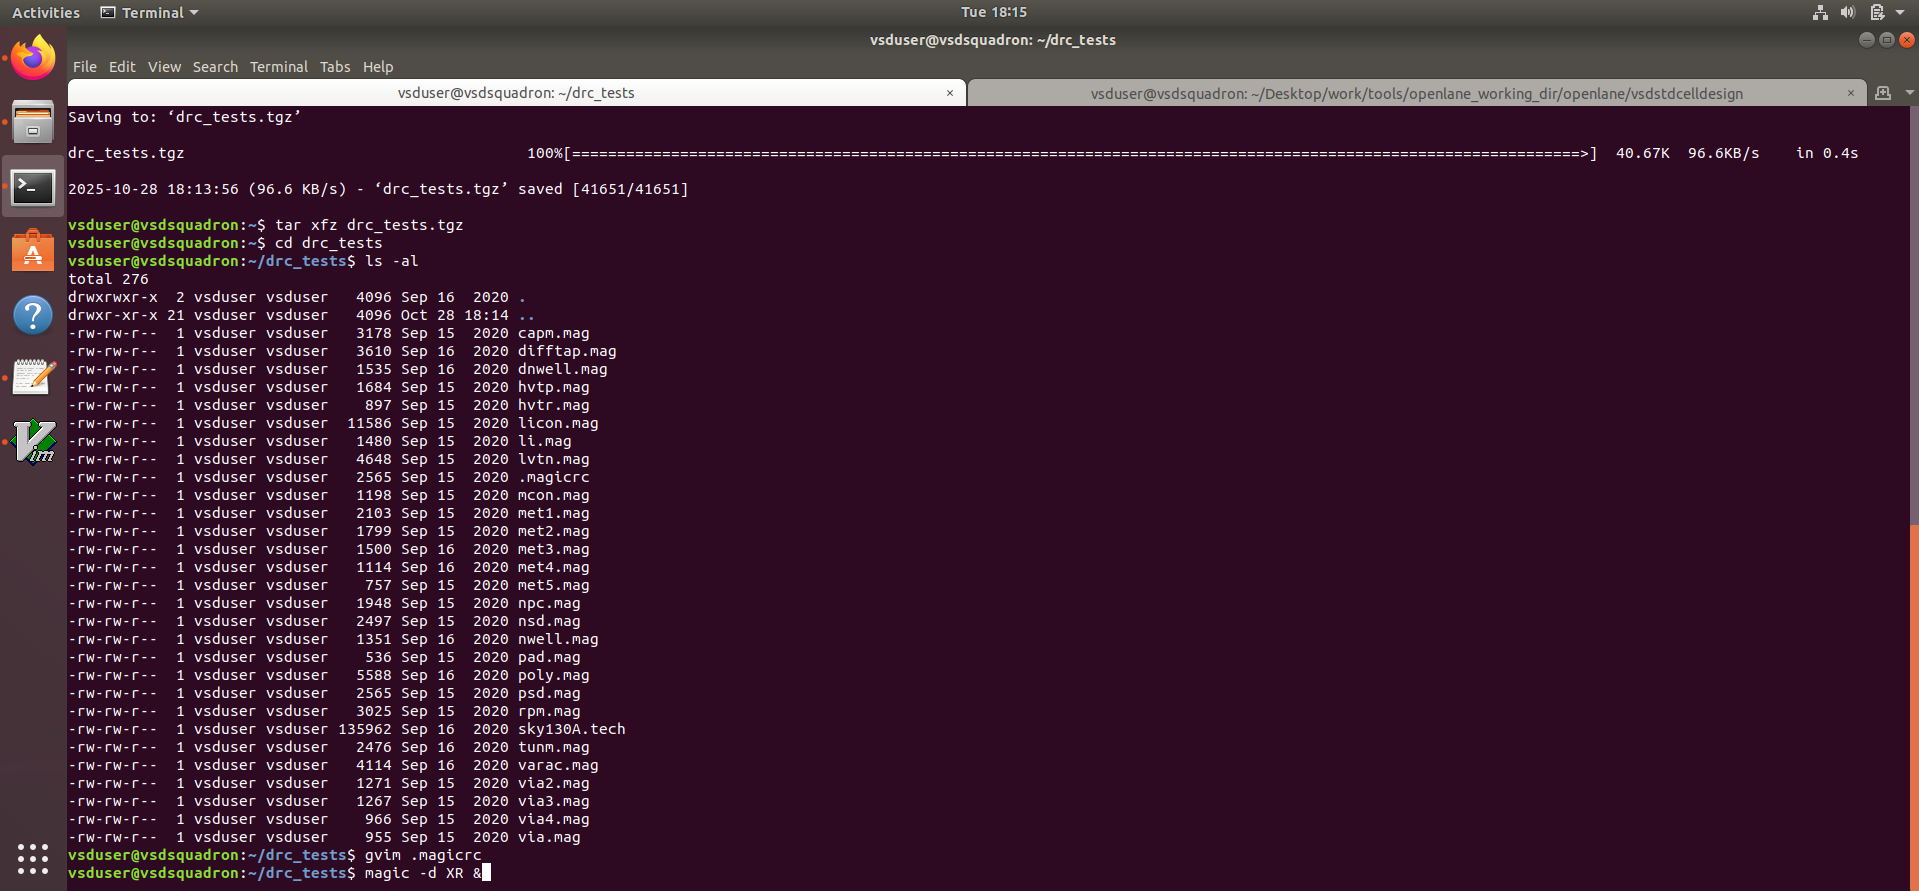 Activities Terminal Tue 18:15
vsduser@vsdsquadron: ~/drc_tests
File Edit View Search Terminal Tabs Help
vsduser@vsdsquadron: ~/drc_tests × vsduser@vsdsquadron: ~/Desktop/work/tools/openlane_working_dir/openlane/vsdstdcelldesign ×
Saving to: ‘drc_tests.tgz’
drc_tests.tgz 100%[================================================================================================================>] 40.67K 96.6KB/s in 0.4s
2025-10-28 18:13:56 (96.6 KB/s) - ‘drc_tests.tgz’ saved [41651/41651]
vsduser@vsdsquadron:~$ tar xfz drc_tests.tgz
vsduser@vsdsquadron:~$ cd drc_tests
vsduser@vsdsquadron:~/drc_tests$ ls -al
total 276
drwxrwxr-x 2 vsduser vsduser 4096 Sep 16 2020 .
drwxr-xr-x 21 vsduser vsduser 4096 Oct 28 18:14 ..
-rw-rw-r-- 1 vsduser vsduser 3178 Sep 15 2020 capm.mag
-rw-rw-r-- 1 vsduser vsduser 3610 Sep 16 2020 difftap.mag
-rw-rw-r-- 1 vsduser vsduser 1535 Sep 16 2020 dnwell.mag
-rw-rw-r-- 1 vsduser vsduser 1684 Sep 15 2020 hvtp.mag
-rw-rw-r-- 1 vsduser vsduser 897 Sep 15 2020 hvtr.mag
-rw-rw-r-- 1 vsduser vsduser 11586 Sep 15 2020 licon.mag
-rw-rw-r-- 1 vsduser vsduser 1480 Sep 15 2020 li.mag
-rw-rw-r-- 1 vsduser vsduser 4648 Sep 15 2020 lvtn.mag
-rw-rw-r-- 1 vsduser vsduser 2565 Sep 15 2020 .magicrc
-rw-rw-r-- 1 vsduser vsduser 1198 Sep 15 2020 mcon.mag
-rw-rw-r-- 1 vsduser vsduser 2103 Sep 15 2020 met1.mag
-rw-rw-r-- 1 vsduser vsduser 1799 Sep 15 2020 met2.mag
-rw-rw-r-- 1 vsduser vsduser 1500 Sep 16 2020 met3.mag
-rw-rw-r-- 1 vsduser vsduser 1114 Sep 16 2020 met4.mag
-rw-rw-r-- 1 vsduser vsduser 757 Sep 15 2020 met5.mag
-rw-rw-r-- 1 vsduser vsduser 1948 Sep 15 2020 npc.mag
-rw-rw-r-- 1 vsduser vsduser 2497 Sep 15 2020 nsd.mag
-rw-rw-r-- 1 vsduser vsduser 1351 Sep 16 2020 nwell.mag
-rw-rw-r-- 1 vsduser vsduser 536 Sep 15 2020 pad.mag
-rw-rw-r-- 1 vsduser vsduser 5588 Sep 16 2020 poly.mag
-rw-rw-r-- 1 vsduser vsduser 2565 Sep 15 2020 psd.mag
-rw-rw-r-- 1 vsduser vsduser 3025 Sep 15 2020 rpm.mag
-rw-rw-r-- 1 vsduser vsduser 135962 Sep 16 2020 sky130A.tech
-rw-rw-r-- 1 vsduser vsduser 2476 Sep 16 2020 tunm.mag
-rw-rw-r-- 1 vsduser vsduser 4114 Sep 16 2020 varac.mag
-rw-rw-r-- 1 vsduser vsduser 1271 Sep 15 2020 via2.mag
-rw-rw-r-- 1 vsduser vsduser 1267 Sep 15 2020 via3.mag
-rw-rw-r-- 1 vsduser vsduser 966 Sep 15 2020 via4.mag
-rw-rw-r-- 1 vsduser vsduser 955 Sep 15 2020 via.mag
vsduser@vsdsquadron:~/drc_tests$ gvim .magicrc
vsduser@vsdsquadron:~/drc_tests$ magic -d XR &